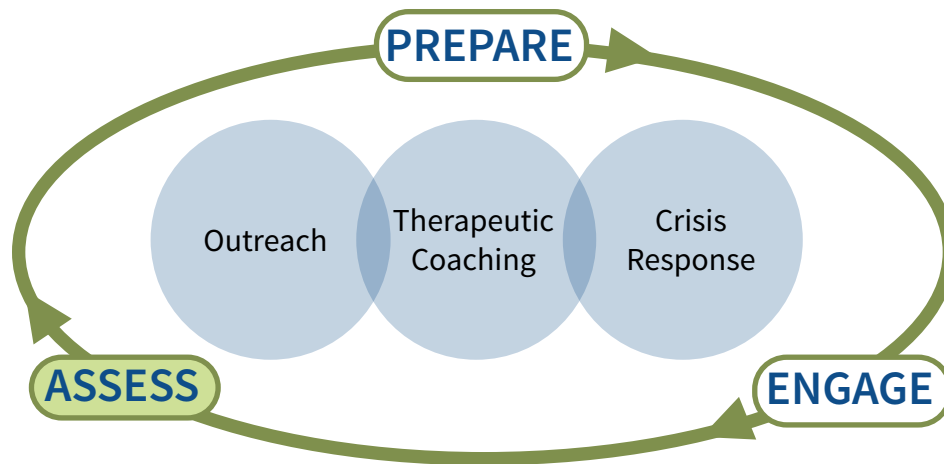 PREPARE
Outreach
Therapeutic
Coaching
Crisis
Response
ASSESS
ENGAGE